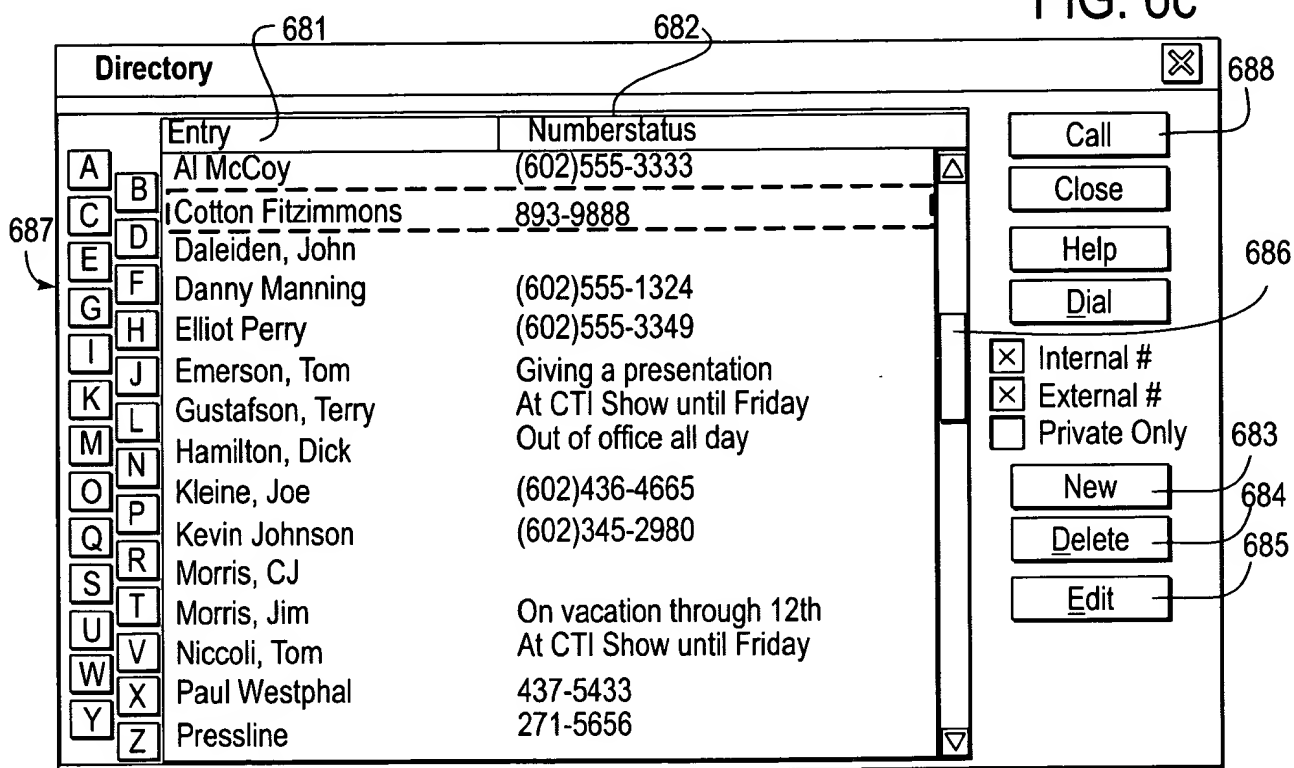 FIG. 6c
681
682
Directory
688
Entry Numberstatus
Call
Close
Help
Dial
686
Internal #
External #
Private Only
New
683
Delete
684
Edit
685
687
A
B
C
D
E
F
G
H
I
J
K
L
M
N
O
P
Q
R
S
T
U
V
W
X
Y
Z
Al McCoy (602)555-3333
Cotton Fitzimmons 893-9888
Daleiden, John
Danny Manning (602)555-1324
Elliot Perry (602)555-3349
Emerson, Tom Giving a presentation
Gustafson, Terry At CTI Show until Friday
Hamilton, Dick Out of office all day
Kleine, Joe (602)436-4665
Kevin Johnson (602)345-2980
Morris, CJ
Morris, Jim On vacation through 12th
Niccoli, Tom At CTI Show until Friday
Paul Westphal 437-5433
Pressline 271-5656